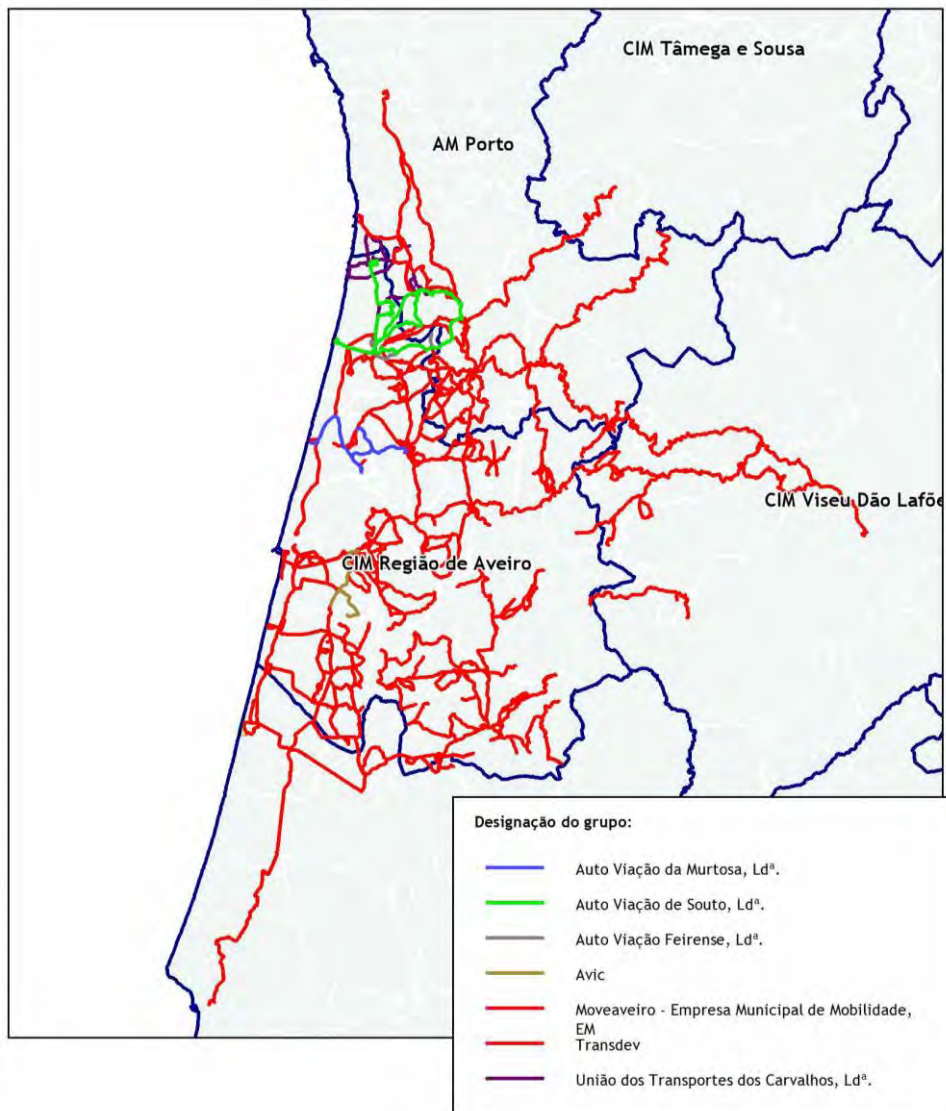 CIM Tâmega e Sousa
AM Porto
CIM Viseu Dão Lafõe
CIM Região de Aveiro
Designação do grupo:
Auto Viação da Murtosa, Ldª.
Auto Viação de Souto, Ldª.
Auto Viação Feirense, Ldª.
Avic
Moveaveiro - Empresa Municipal de Mobilidade,
EM
Transdev
União dos Transportes dos Carvalhos, Ldª.